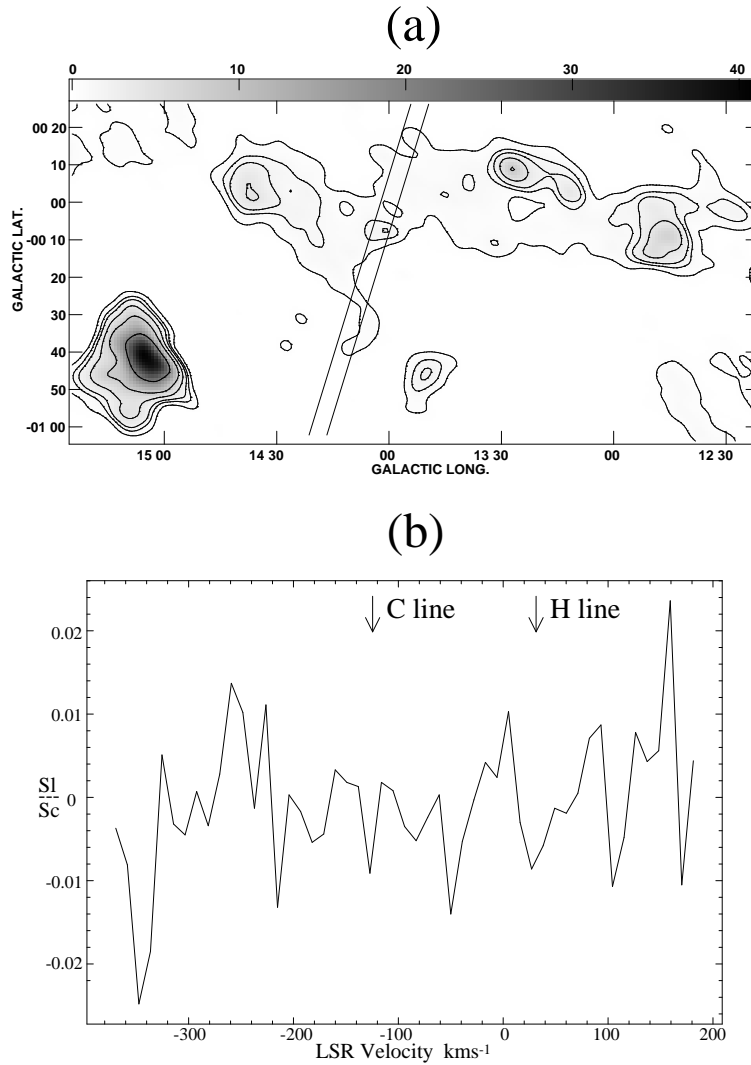 (a)
0 10 20 30 40
00 20
10
00
-00 10
20
30
40
50
-01 00
GALACTIC LAT.
15 00 14 30 00 13 30 00 12 30
GALACTIC LONG.
(b)
C line H line
0.02
0.01
0
-0.01
-0.02
Sl
Sc
-300 -200 -100 0 100 200
LSR Velocity kms-1